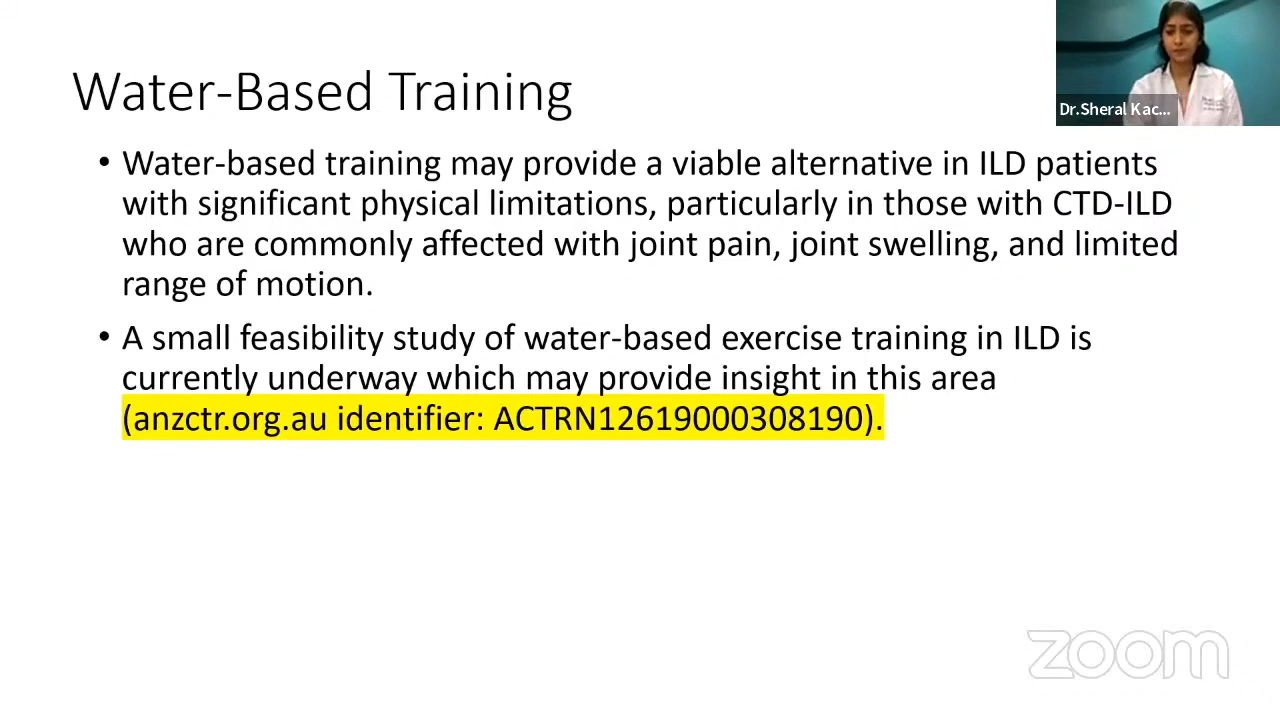 Water-Based Training
Dr.Sheral Kac...
• Water-based training may provide a viable alternative in ILD patients
with significant physical limitations, particularly in those with CTD-ILD
who are commonly affected with joint pain, joint swelling, and limited
range of motion.
• A small feasibility study of water-based exercise training in ILD is
currently underway which may provide insight in this area
(anzctr.org.au identifier: ACTRN12619000308190).
zoom